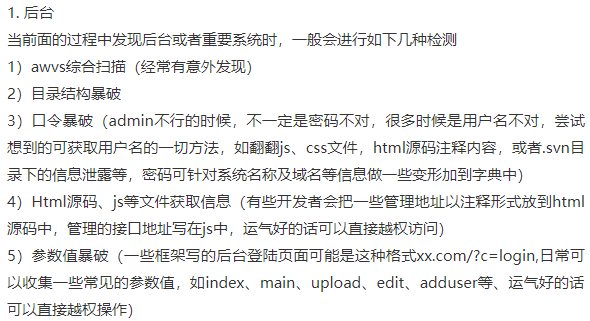 1. 后台
当前面的过程中发现后台或者重要系统时，一般会进行如下几种检测
1）awvs综合扫描（经常有意外发现）
2）目录结构暴破
3）口令暴破（admin不行的时候，不一定是密码不对，很多时候是用户名不对，尝试
想到的可获取用户名的一切方法，如翻翻js、css文件，html源码注释内容，或者.svn目
录下的信息泄露等，密码可针对系统名称及域名等信息做一些变形加到字典中）
4）Html源码、js等文件获取信息（有些开发者会把一些管理地址以注释形式放到html
源码中，管理的接口地址写在js中，运气好的话可以直接越权访问）
5）参数值暴破（一些框架写的后台登陆页面可能是这种格式xx.com/?c=login,日常可
以收集一些常见的参数值，如index、main、upload、edit、adduser等、运气好的话
可以直接越权操作）